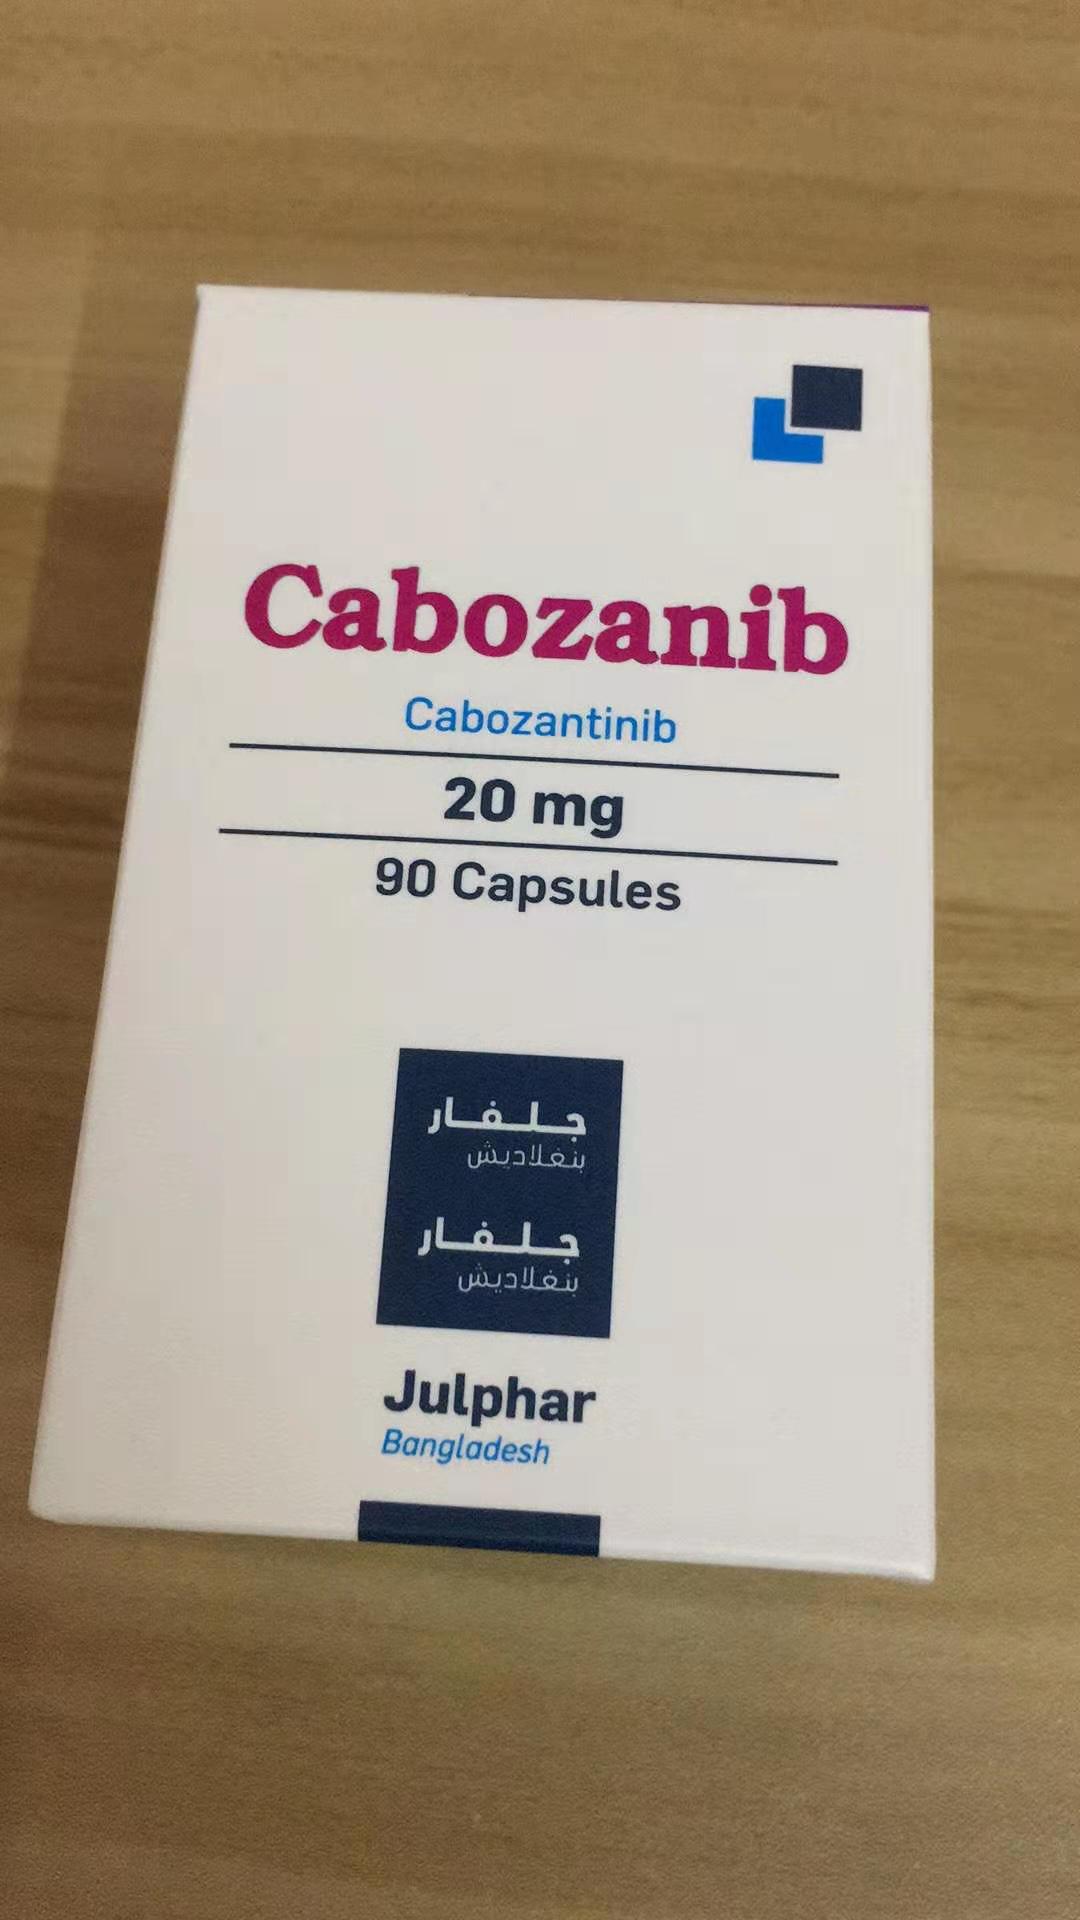 Cabozanib
Cabozantinib
20 mg
90 Capsules
جلفار
بنغلاديش
جلفار
بنغلاديش
Julphar
Bangladesh